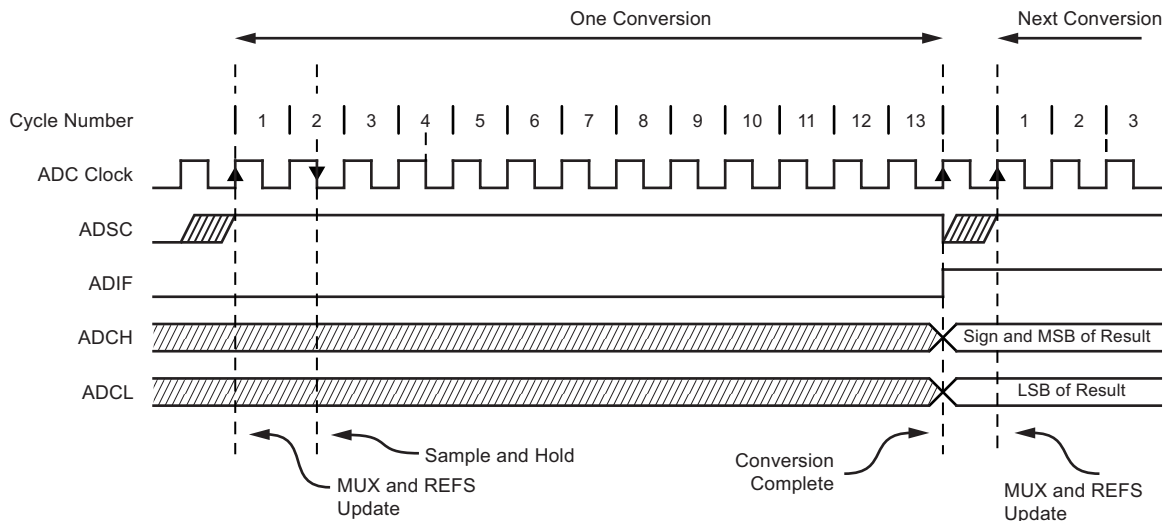 One Conversion
Next Conversion
Cycle Number
1 2 3 4 5 6 7 8 9 10 11 12 13 1 2 3
ADC Clock
ADSC
ADIF
ADCH
Sign and MSB of Result
ADCL
LSB of Result
Sample and Hold
MUX and REFS
Update
Conversion
Complete
MUX and REFS
Update